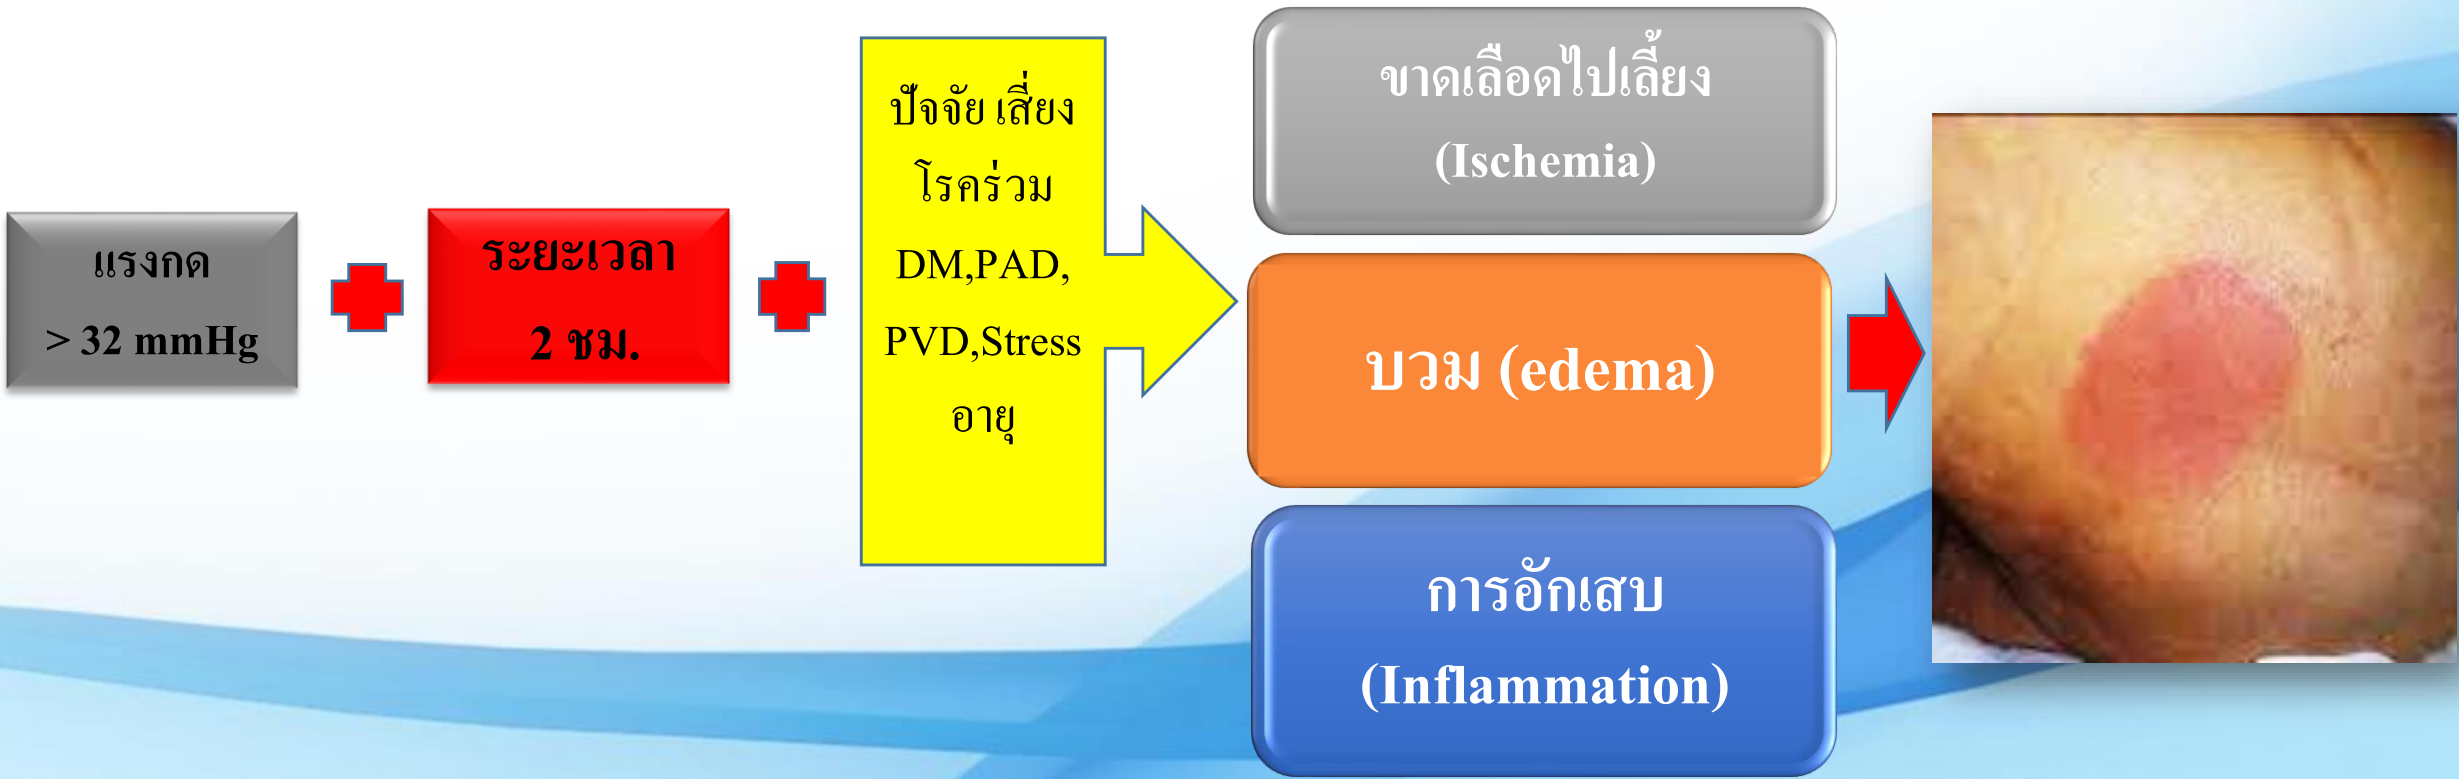 แรงกด
> 32 mmHg
ระยะเวลา
2 ชม.
ปัจจัย เสี่ยง
โรคร่วม
DM,PAD,
PVD,Stress
อายุ
ขาดเลือดไปเลี้ยง
(Ischemia)
บวม (edema)
การอักเสบ
(Inflammation)